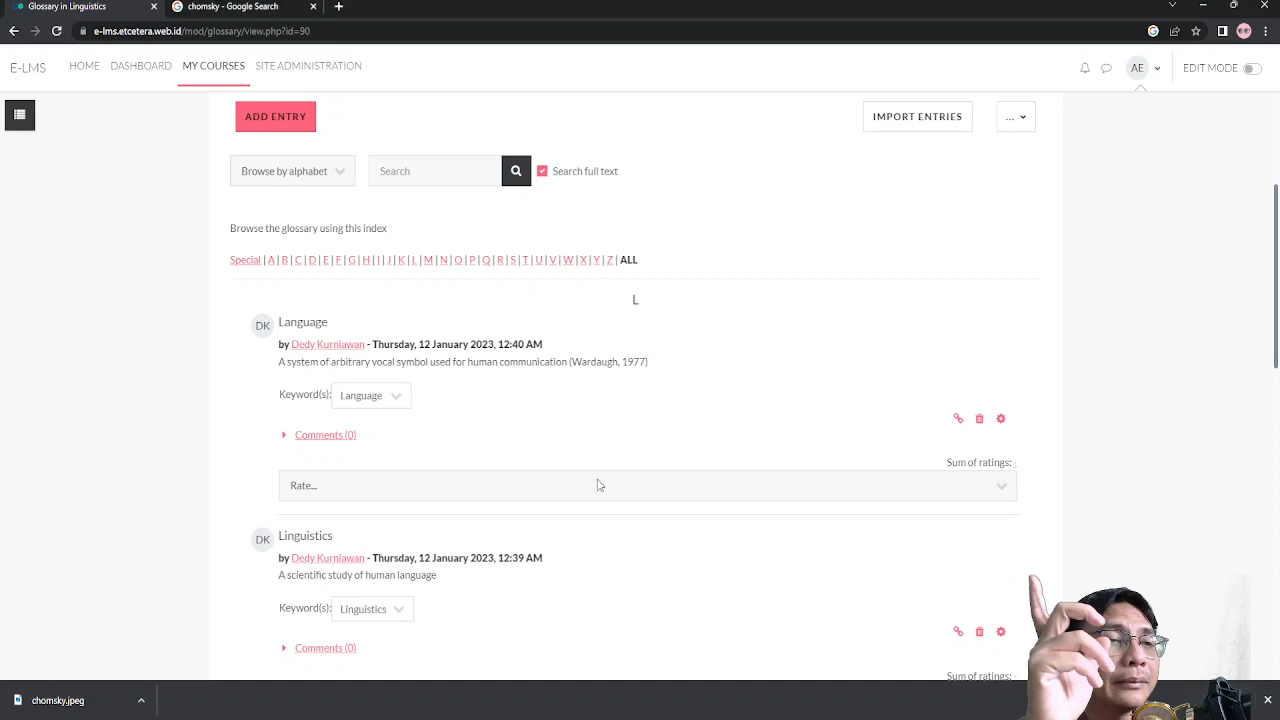 Glossary in Linguistics
chomsky - Google Search
e-lms.etcetera.web.id/mod/glossary/view.php?id=90
E-LMS HOME DASHBOARD MY COURSES SITE ADMINISTRATION AE EDIT MODE
ADD ENTRY IMPORT ENTRIES ...
Browse by alphabet Search Search full text
Browse the glossary using this index
Special | A | B | C | D | E | F | G | H | I | J | K | L | M | N | O | P | Q | R | S | T | U | V | W | X | Y | Z | ALL
L
DK Language
by Dedy Kurniawan - Thursday, 12 January 2023, 12:40 AM
A system of arbitrary vocal symbol used for human communication (Wardaugh, 1977)
Keyword(s): Language
Comments (0)
Sum of ratings: -
Rate...
DK Linguistics
by Dedy Kurniawan - Thursday, 12 January 2023, 12:39 AM
A scientific study of human language
Keyword(s): Linguistics
Comments (0)
Sum of ratings:
chomsky.jpeg